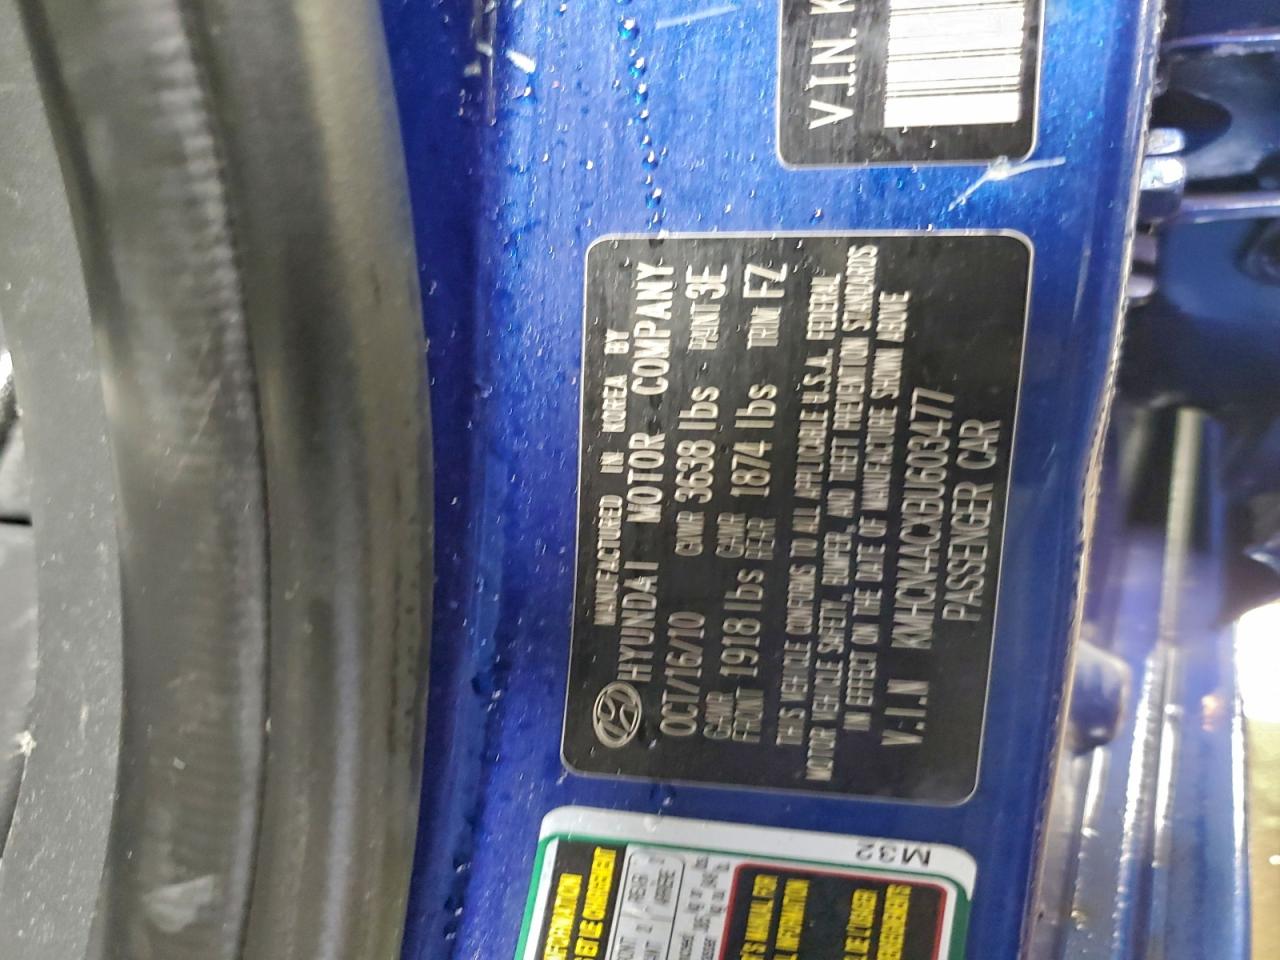 V.I.N. K
MANUFACTURED IN KOREA BY
HYUNDAI MOTOR COMPANY
OCT/16/10 GVWR 3638 lbs PAINT 3E
GAWR FRONT 1918 lbs GAWR REAR 1874 lbs TRIM FZ
THIS VEHICLE CONFORMS TO ALL APPLICABLE U.S.A. FEDERAL
MOTOR VEHICLE SAFETY, BUMPER, AND THEFT PREVENTION STANDARDS
IN EFFECT ON THE DATE OF MANUFACTURE SHOWN ABOVE
V.I.N KMHCN4ACXBU603477
PASSENGER CAR
M32